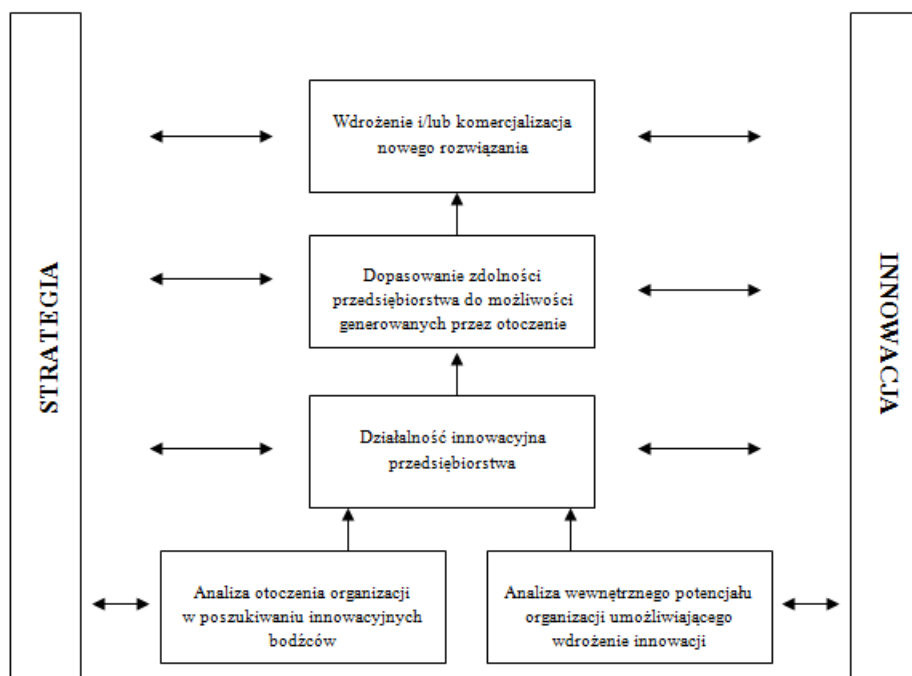 STRATEGIA
Wdrożenie i/lub komercjalizacja
nowego rozwiązania
Dopasowanie zdolności
przedsiębiorstwa do możliwości
generowanych przez otoczenie
Działalność innowacyjna
przedsiębiorstwa
Analiza otoczenia organizacji
w poszukiwaniu innowacyjnych
bodźców
Analiza wewnętrznego potencjału
organizacji umożliwiającego
wdrożenie innowacji
INNOWACJA